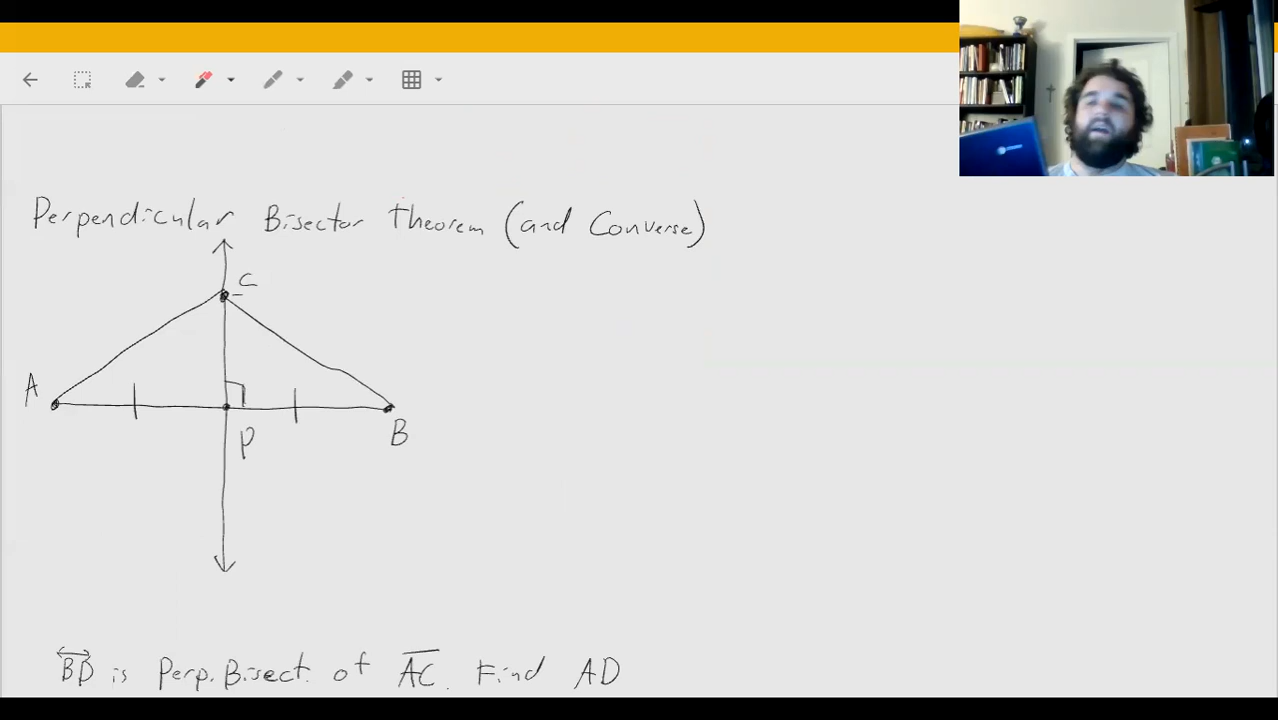 Perpendicular Bisector Theorem (and Converse)
C
A
P
B
BD is Perp. Bisect. of AC. Find AD